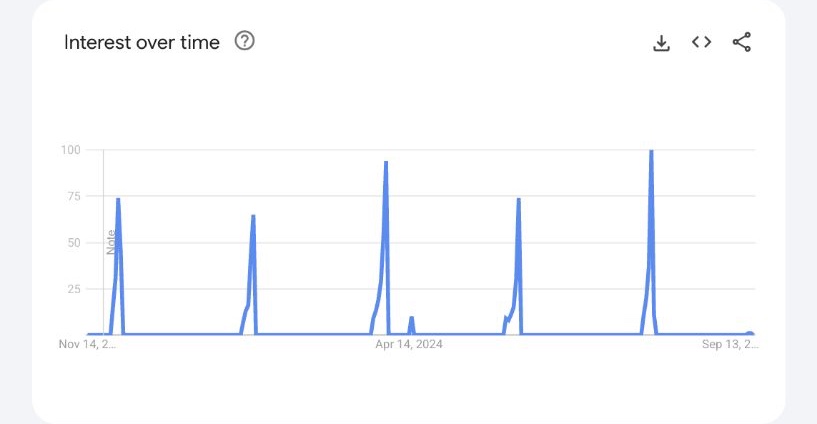 Interest over time
100
75
50
25
Note
Nov 14, 2...
Apr 14, 2024
Sep 13, 2...